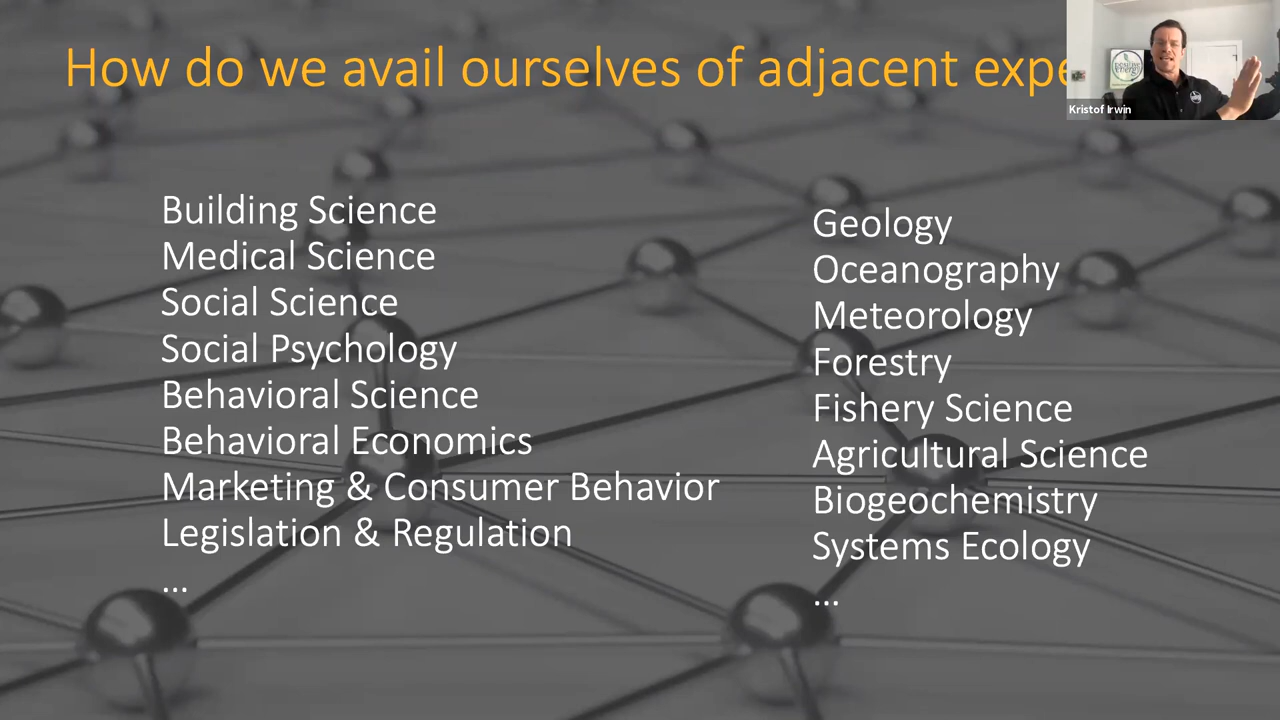 How do we avail ourselves of adjacent expe
Kristof Irwin
Building Science
Medical Science
Social Science
Social Psychology
Behavioral Science
Behavioral Economics
Marketing & Consumer Behavior
Legislation & Regulation
...
Geology
Oceanography
Meteorology
Forestry
Fishery Science
Agricultural Science
Biogeochemistry
Systems Ecology
...